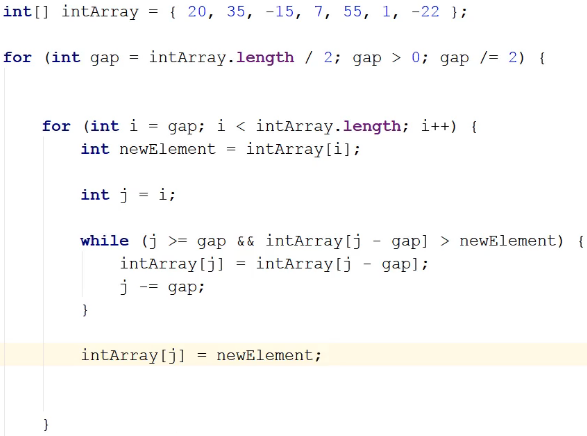 int[] intArray = { 20, 35, -15, 7, 55, 1, -22 };
for (int gap = intArray.length / 2; gap > 0; gap /= 2) {
for (int i = gap; i < intArray.length; i++) {
int newElement = intArray[i];
int j = i;
while (j >= gap && intArray[j - gap] > newElement) {
intArray[j] = intArray[j - gap];
j -= gap;
}
intArray[j] = newElement;
}